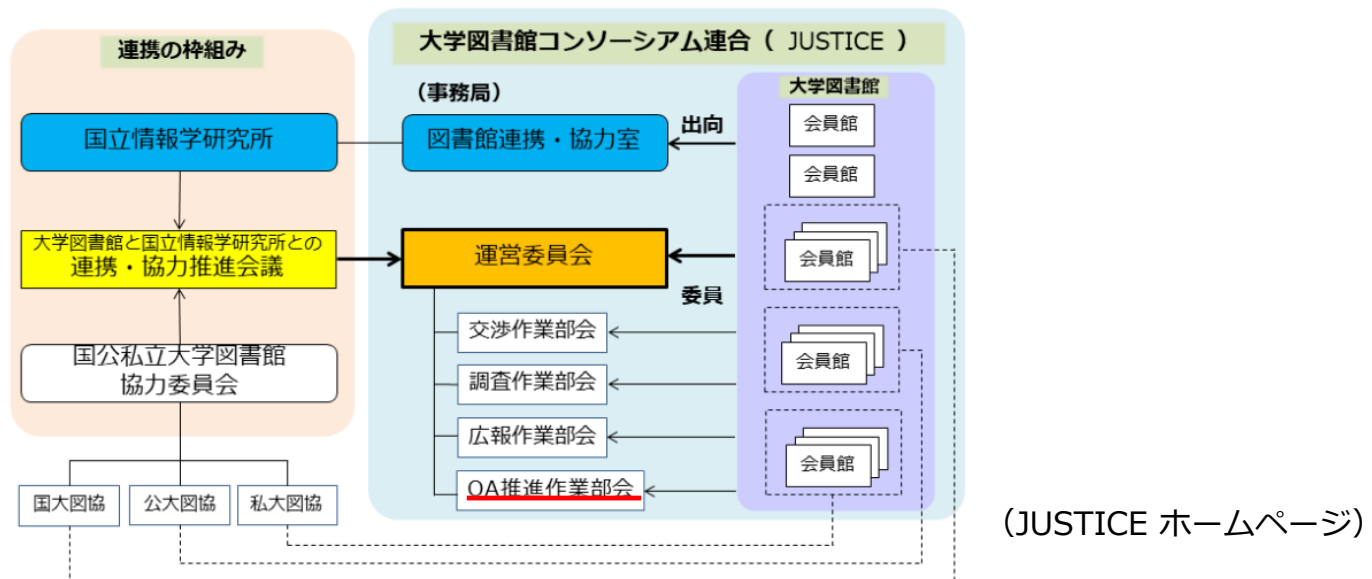 連携の枠組み
国立情報学研究所
大学図書館と国立情報学研究所との
連携・協力推進会議
国公私立大学図書館
協力委員会
国大図協
公大図協
私大図協
大学図書館コンソーシアム連合（ JUSTICE ）
（事務局）
図書館連携・協力室
出向
運営委員会
委員
交渉作業部会
調査作業部会
広報作業部会
OA推進作業部会
大学図書館
会員館
会員館
会員館
会員館
会員館
（JUSTICE ホームページ）